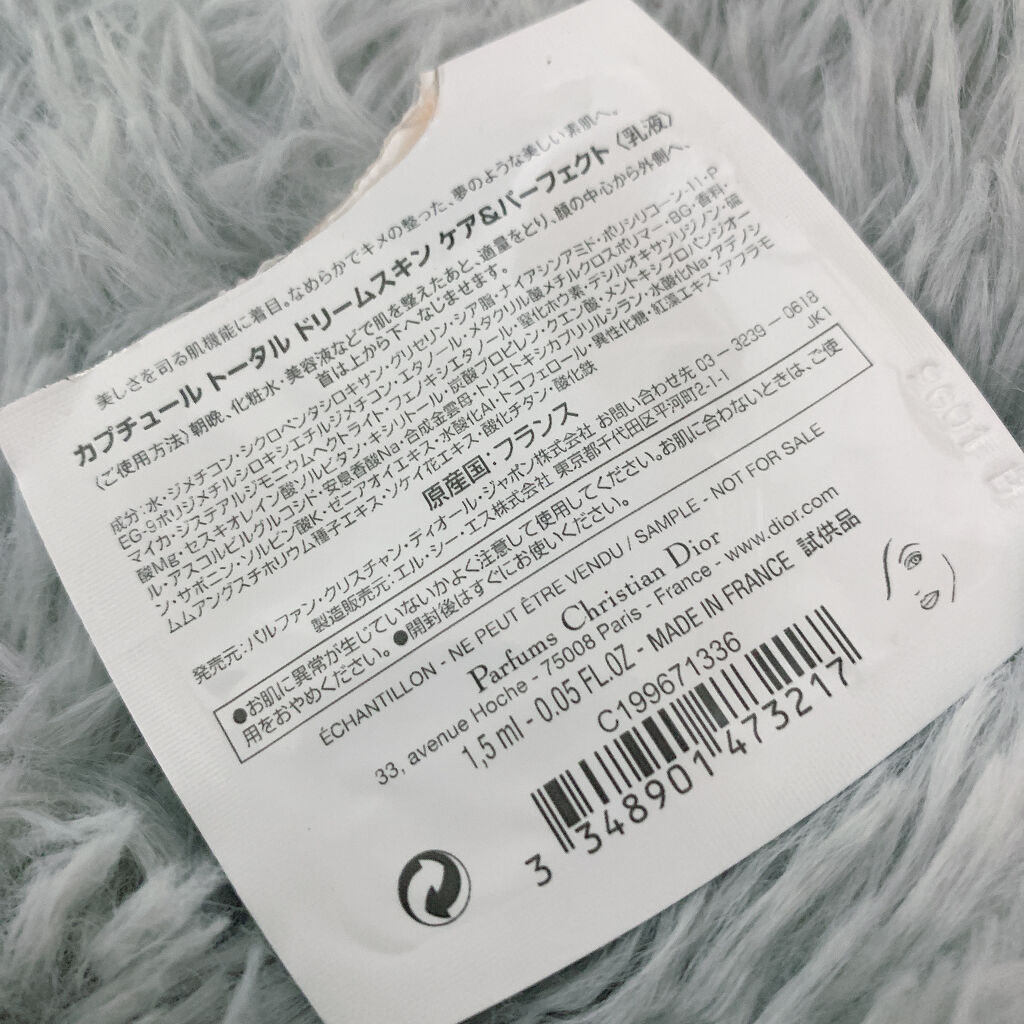 美しさを司る肌機能に着目。なめらかでキメの整った、夢のような美しい素肌へ。
カプチュール トータル ドリームスキン ケア&パーフェクト〈乳液〉
〈ご使用方法〉朝晩、化粧水・美容液などで肌を整えたあと、適量をとり、顔の中心から外側へ、
首は上から下へなじませます。
成分:水・ジメチコン・シクロペンタシロキサン・グリセリン・シア脂・ナイアシンアミド・ポリシリコーン-11・P
EG-9ポリジメチルシロキシエチルジメチコン・エタノール・メタクリル酸メチルクロスポリマー・BG・香料・
マイカ・ジステアルジモニウムヘクトライト・フェノキシエタノール・窒化ホウ素・デシルオキサゾリジノン・硫
酸Mg・セスキオレイン酸ソルビタン・キシリトール・炭酸プロピレン・クエン酸・メントキシプロパンジオー
ル・アスコルビルグルコシド・安息香酸Na・合成金雲母・トリエトキシカプリリルシラン・水酸化Na・アデノシ
ン・サポニン・ソルビン酸K・ゼニアオイエキス・水酸化Al・トコフェロール・異性化糖・紅藻エキス・アフラモ
ムアングスチホリウム種子エキス・ソケイ花エキス・酸化チタン・酸化鉄
原産国:フランス
発売元:パルファン・クリスチャン・ディオール・ジャポン株式会社 お問い合わせ先 03-3239-0618
製造販売元:エル・シー・エス株式会社 東京都千代田区平河町2-1-1 JK1
●お肌に異常が生じていないかよく注意して使用してください。お肌に合わないときは、ご使
用をおやめください。●開封後はすぐにお使いください。
ÉCHANTILLON - NE PEUT ÊTRE VENDU / SAMPLE - NOT FOR SALE
Parfums Christian Dior
33, avenue Hoche - 75008 Paris - France - www.dior.com
1,5 ml - 0.05 FL.OZ - MADE IN FRANCE 試供品
C199671336
3 348901 473217